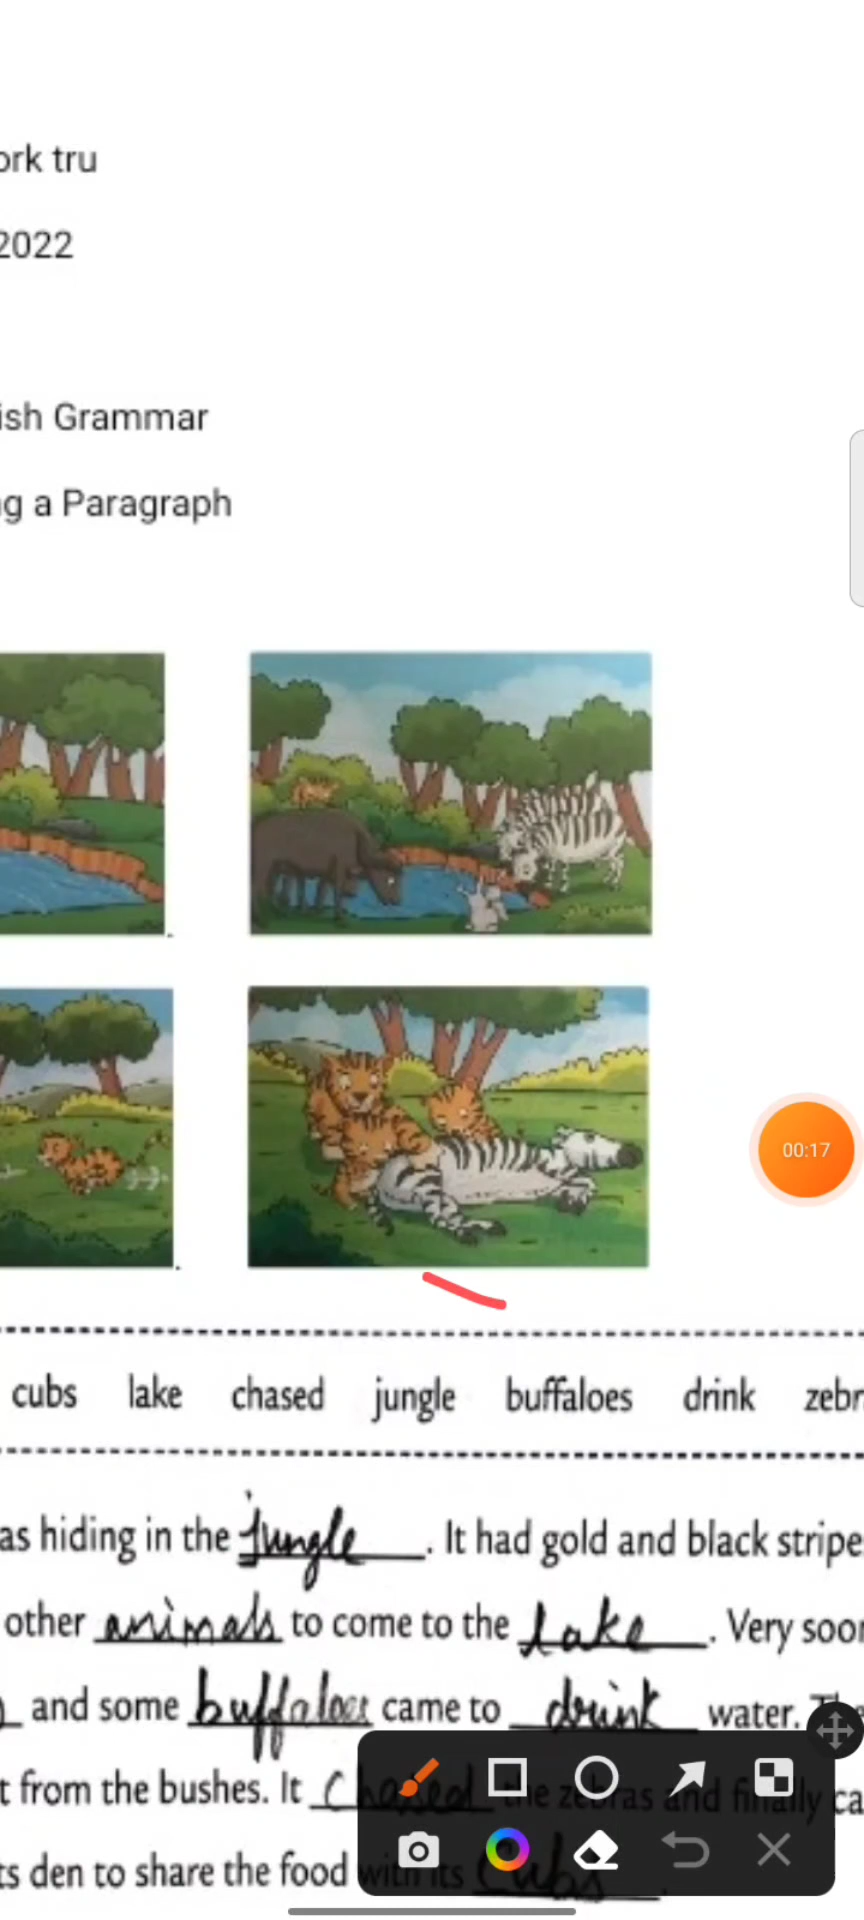 ork tru
2022
ish Grammar
ng a Paragraph
00:17
cubs lake chased jungle buffaloes drink zebr
as hiding in the jungle. It had gold and black stripe
other animals to come to the lake. Very soon
and some buffaloes came to drink water. The
t from the bushes. It chased the zebras and finally ca
ts den to share the food with its cubs